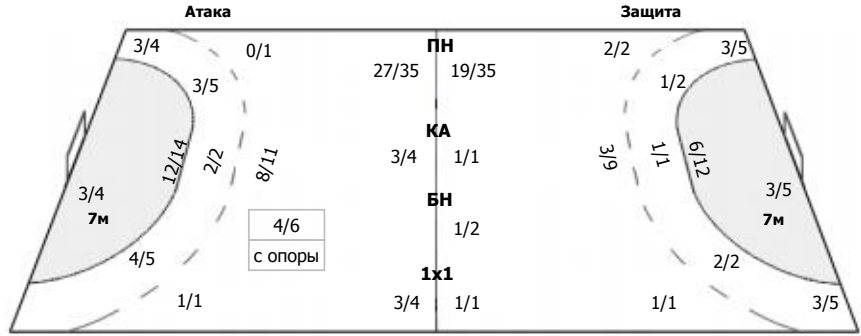 Атака Защита
3/4 0/1 ПН 2/2 3/5
27/35 19/35
3/5 1/2
КА
12/14 2/2 8/11 3/4 1/1 3/9 1/1 6/12
3/4 БН 3/5
7м 4/6 1/2 7м
4/5 с опоры 2/2
1х1
1/1 3/4 1/1 1/1 3/5